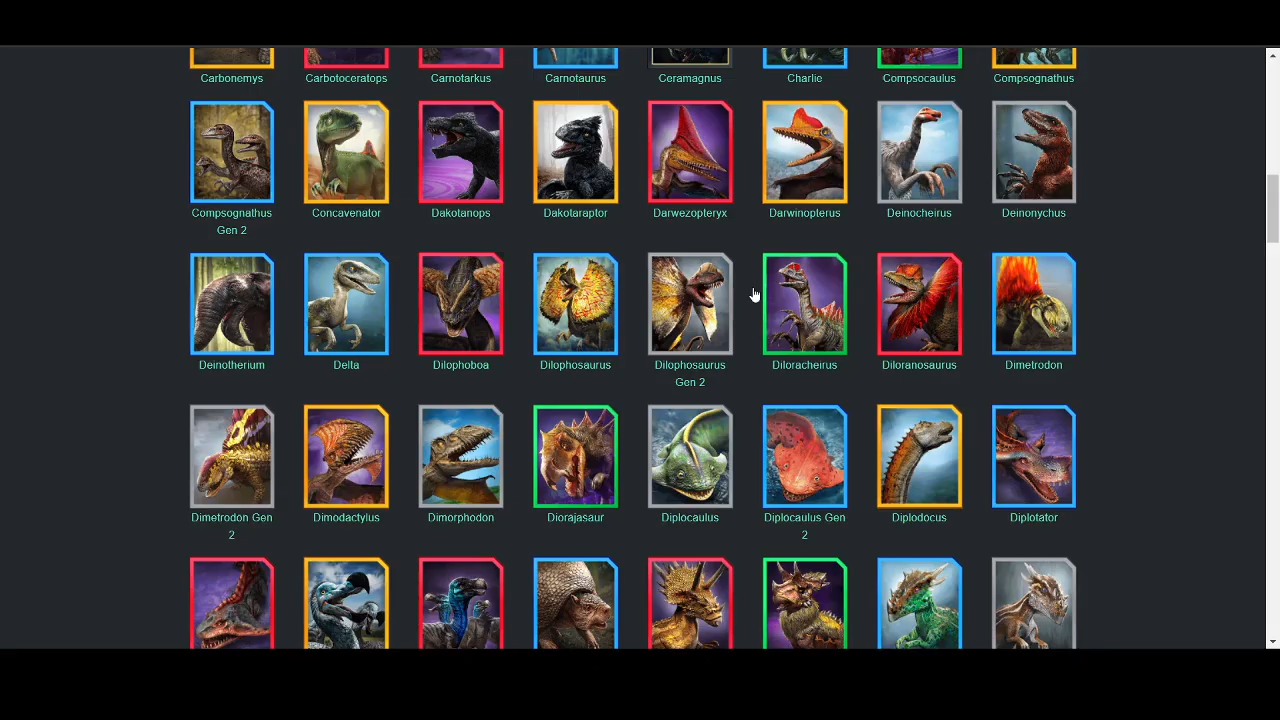 Carbonemys
Carbotoceratops
Carnotarkus
Carnotaurus
Ceramagnus
Charlie
Compsocaulus
Compsognathus
Compsognathus
Gen 2
Concavenator
Dakotanops
Dakotaraptor
Darwezopteryx
Darwinopterus
Deinocheirus
Deinonychus
Deinotherium
Delta
Dilophoboa
Dilophosaurus
Dilophosaurus
Gen 2
Diloracheirus
Diloranosaurus
Dimetrodon
Dimetrodon Gen
2
Dimodactylus
Dimorphodon
Diorajasaur
Diplocaulus
Diplocaulus Gen
2
Diplodocus
Diplotator